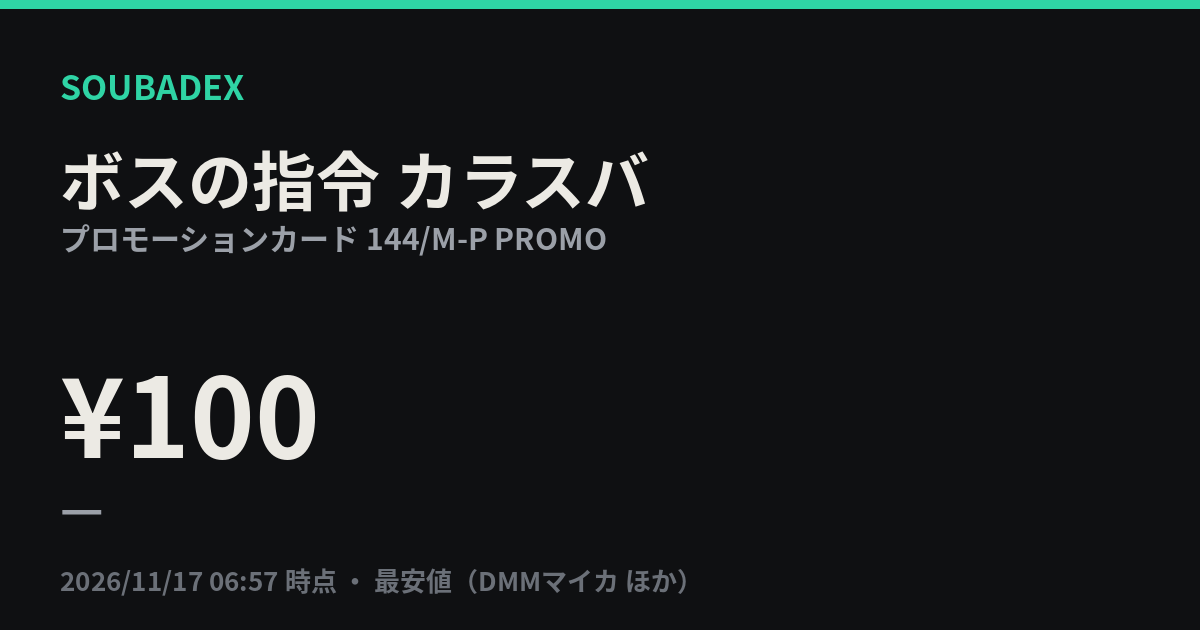 SOUBADEX
ボスの指令 カラスバ
プロモーションカード 144/M-P PROMO
¥100
—
2026/11/17 06:57 時点 ・ 最安値（DMMマイカ ほか）